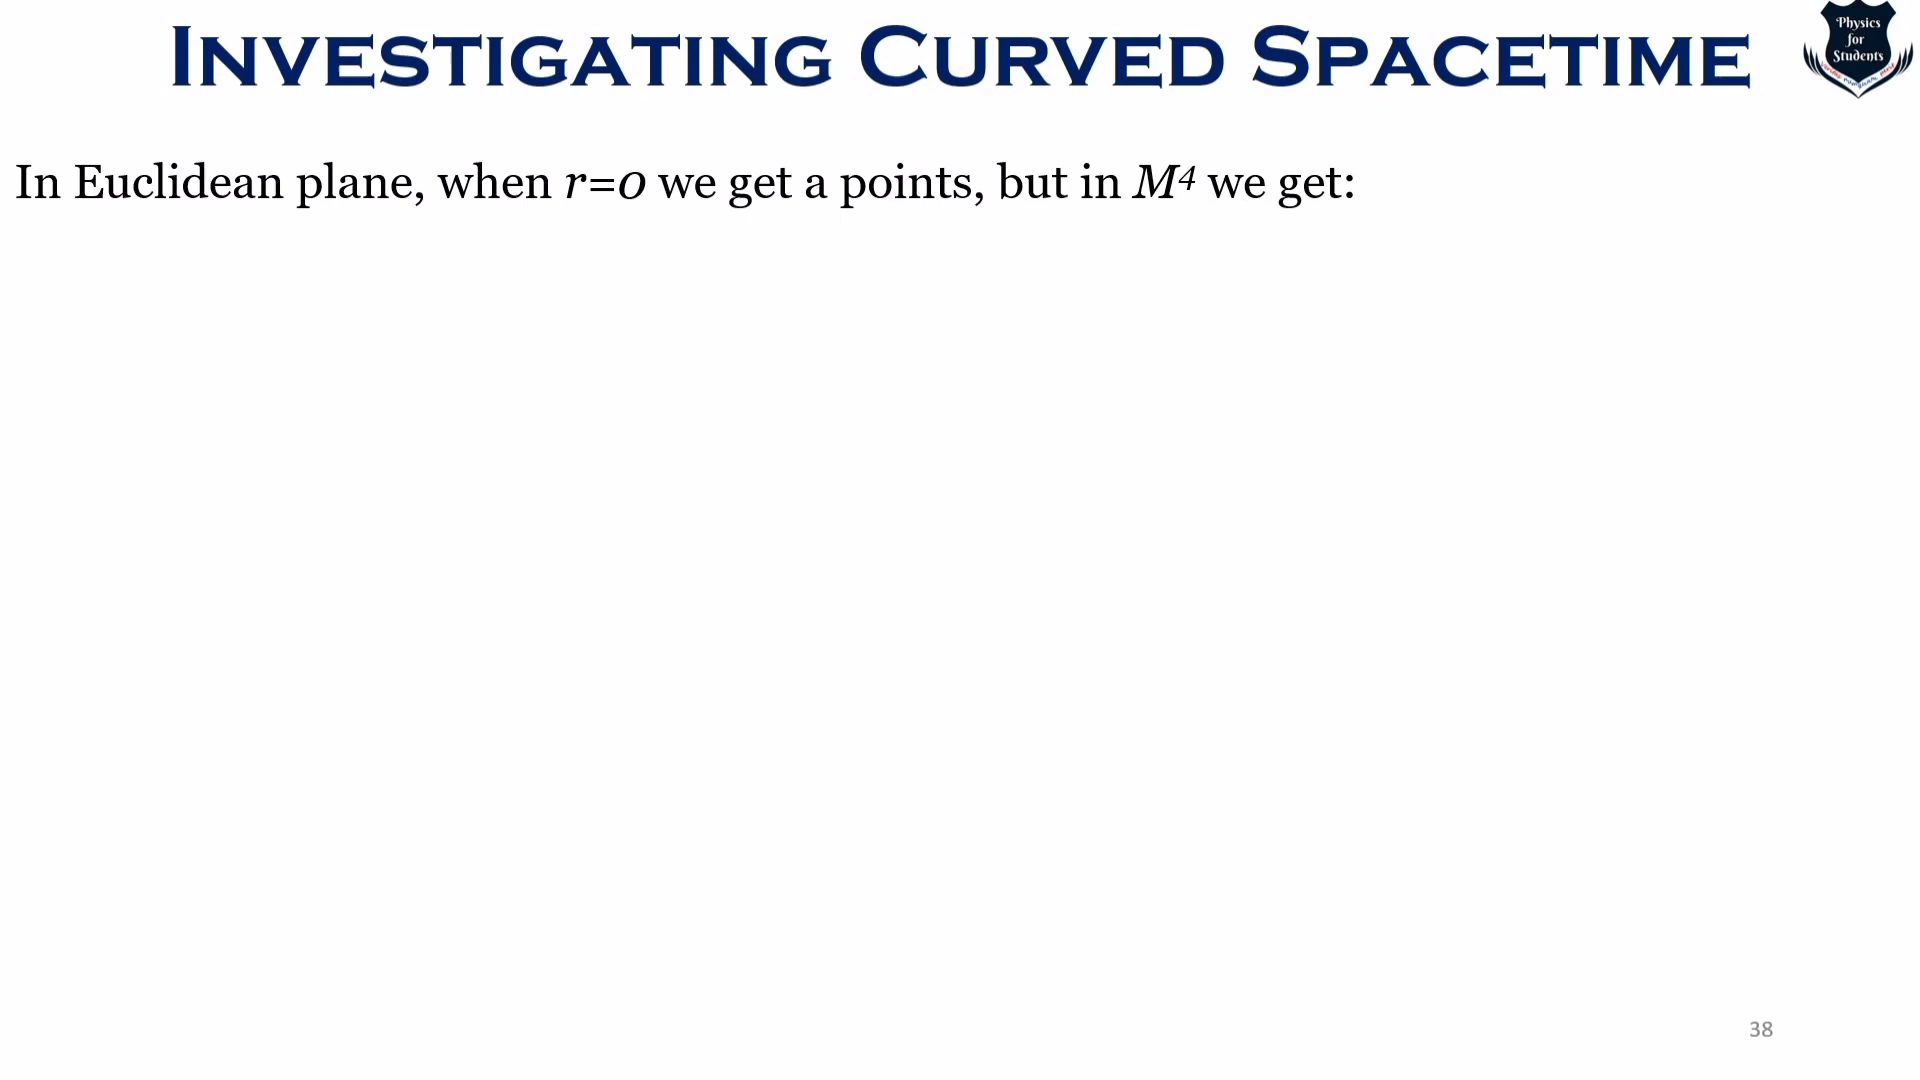 INVESTIGATING CURVED SPACETIME
Physics
for
Students
In Euclidean plane, when r=0 we get a points, but in M⁴ we get:
38